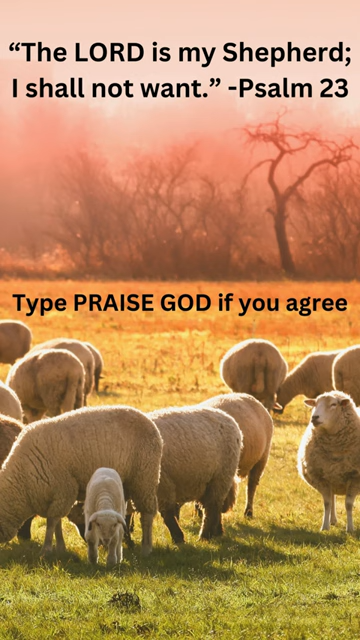 “The LORD is my Shepherd;
I shall not want.” -Psalm 23
Type PRAISE GOD if you agree